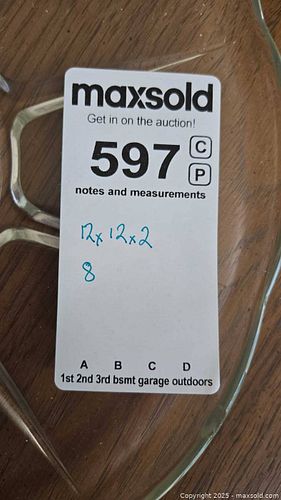 maxsold
Get in on the auction!
597 C
P
notes and measurements
12x12x2
8
A B C D
1st 2nd 3rd bsmt garage outdoors
Copyright 2025 - maxsold.com